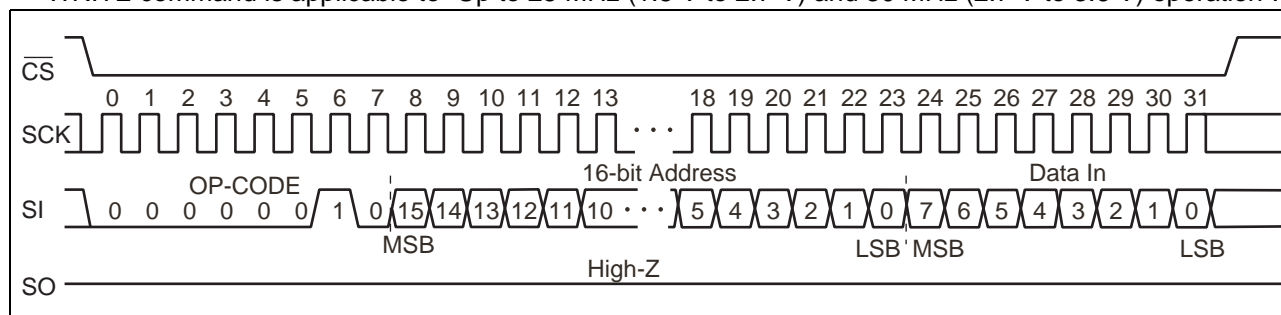 CS
0 1 2 3 4 5 6 7 8 9 10 11 12 13 18 19 20 21 22 23 24 25 26 27 28 29 30 31
SCK ···
OP-CODE 16-bit Address Data In
SI 0 0 0 0 0 0 1 0 15 14 13 12 11 10 ··· 5 4 3 2 1 0 7 6 5 4 3 2 1 0
MSB LSB MSB LSB
High-Z
SO